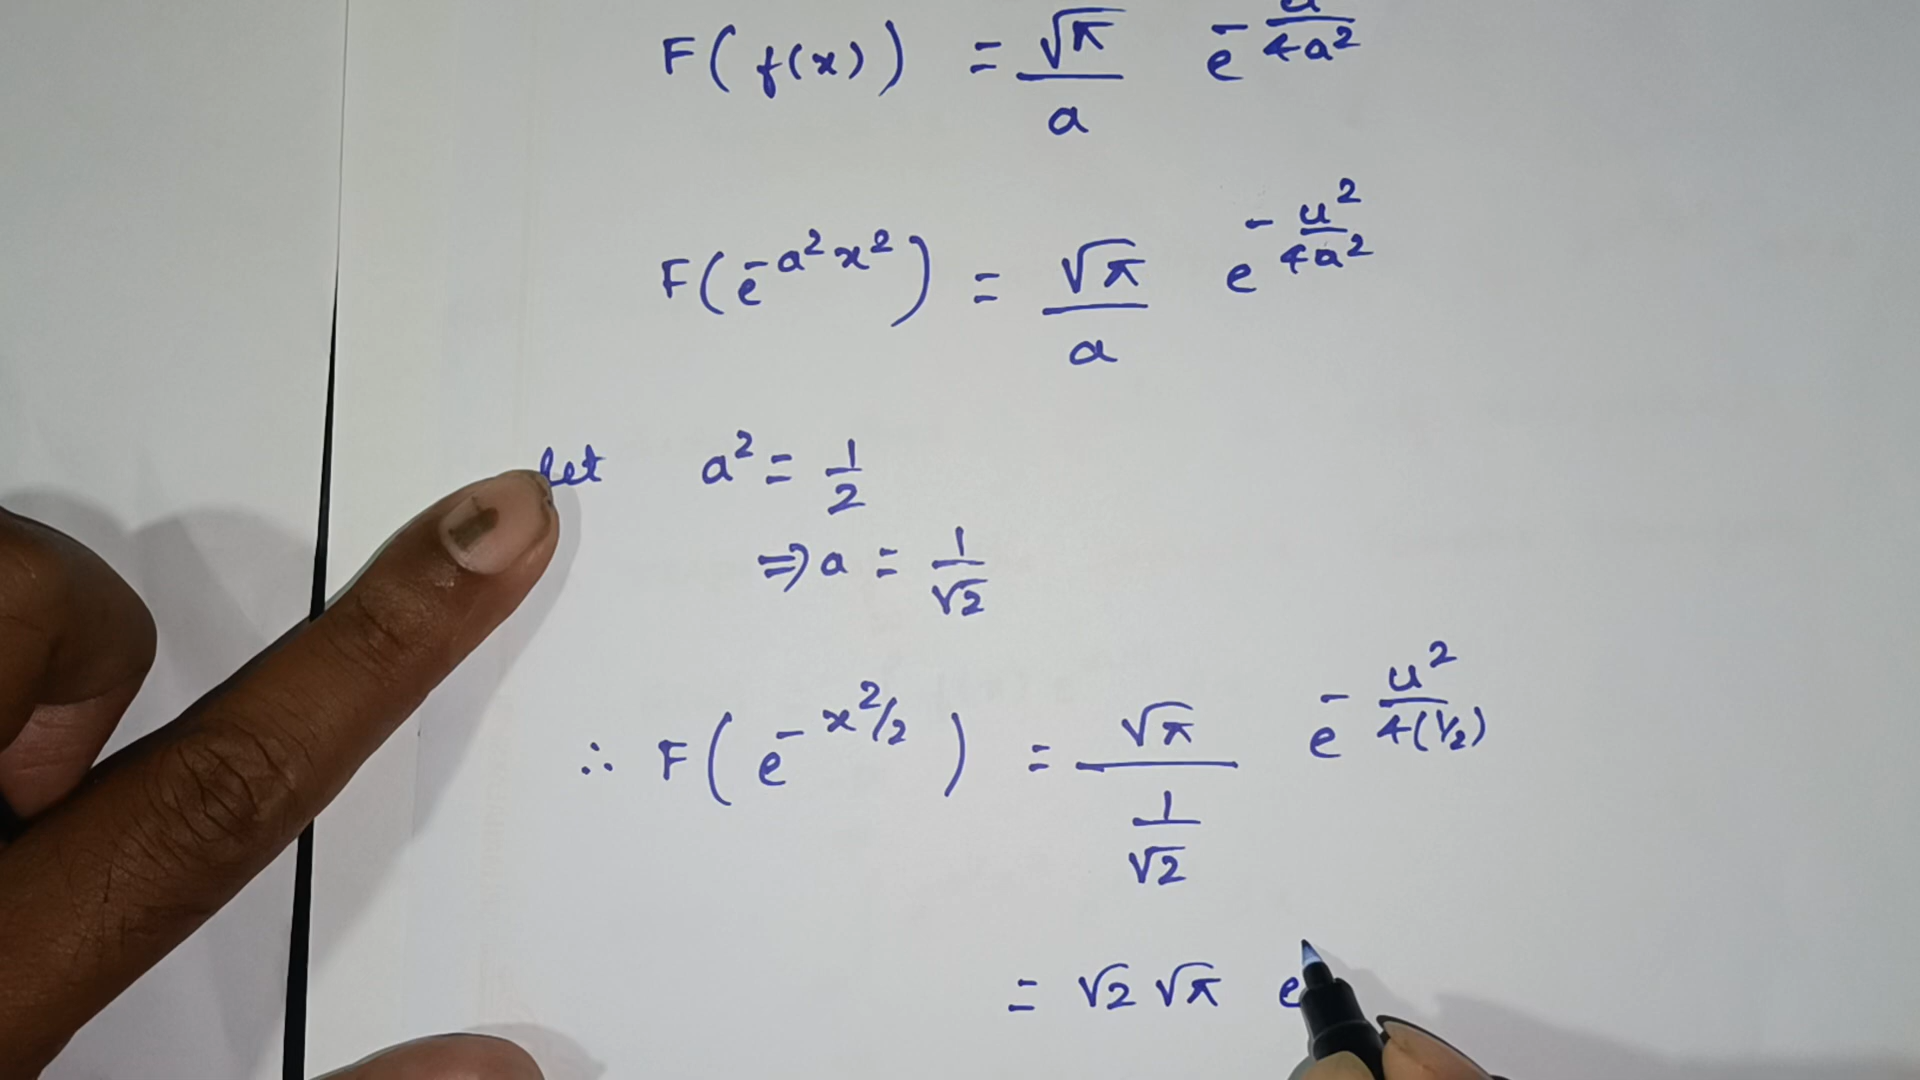 F(f(x)) = √π/a e^-u/4a²
F(e^-a²x²) = √π/a e^-u²/4a²
let a² = 1/2
⇒ a = 1/√2
∴ F(e^-x²/2) = √π/(1/√2) e^-u²/4(1/2)
= √2 √π e